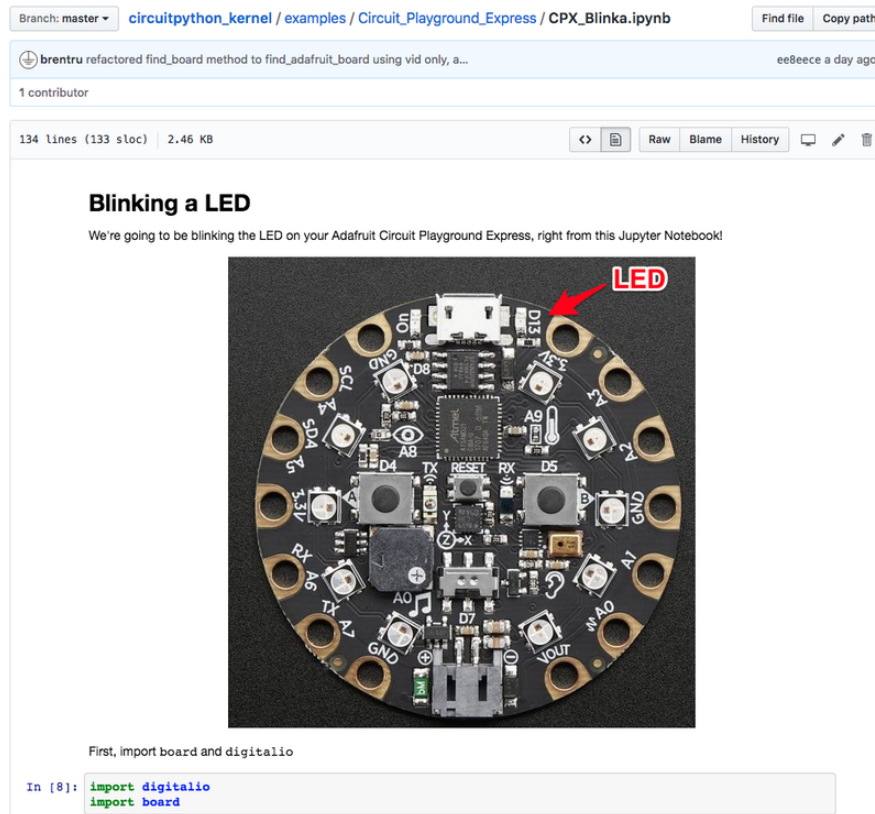 Branch: master circuitpython_kernel / examples / Circuit_Playground_Express / CPX_Blinka.ipynb Find file Copy path
brentru refactored find_board method to find_adafruit_board using vid only, a... ee8eece a day ago
1 contributor
134 lines (133 sloc) 2.46 KB <> Raw Blame History
Blinking a LED
We're going to be blinking the LED on your Adafruit Circuit Playground Express, right from this Jupyter Notebook!
LED
On D13
GND D8 3.3V
SCL A4 A9 A3
SDA A5 A8 A2
D4 TX RESET RX D5
3.3V A B GND
Y
Z X
RX A6 A1
TX A7 A0 A0
D7
GND + - VOUT
Atmel
First, import board and digitalio
In [8]: import digitalio
import board